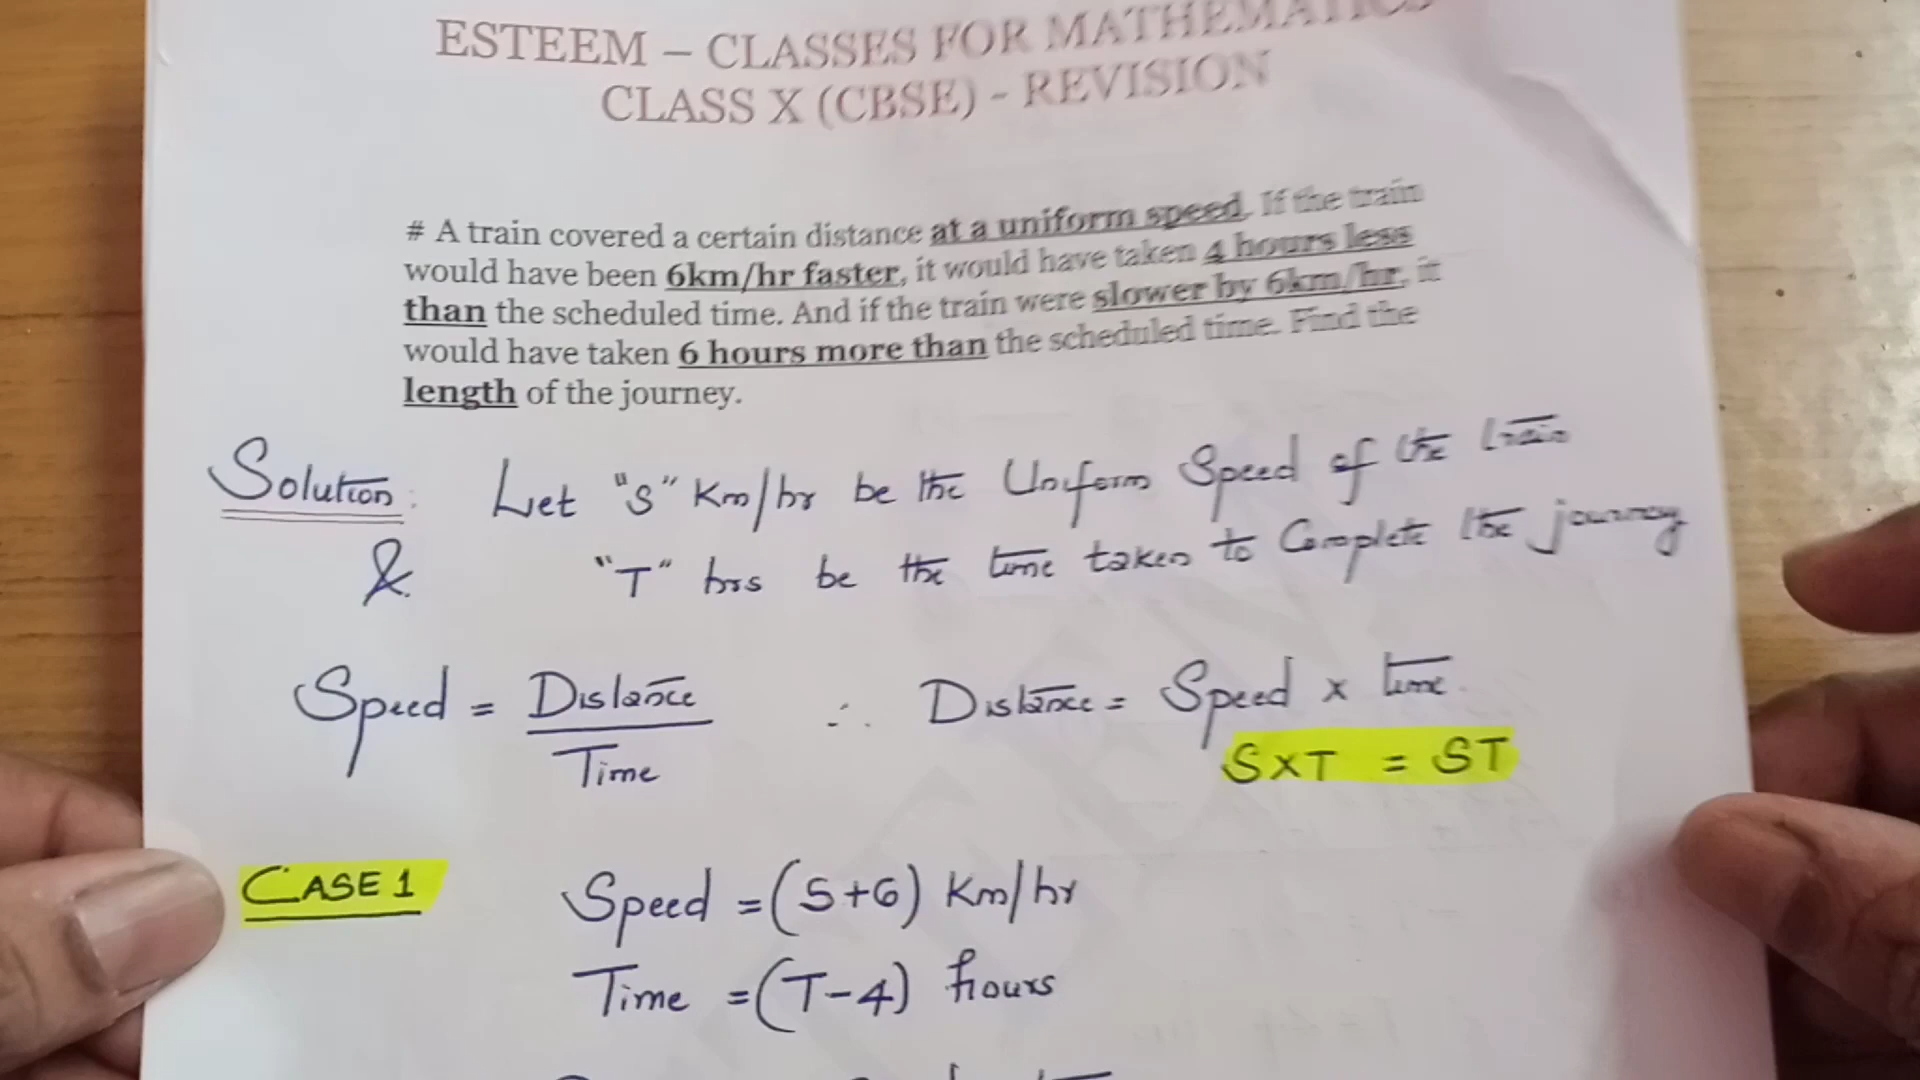 ESTEEM – CLASSES FOR MATHEMATICS
CLASS X (CBSE) - REVISION
# A train covered a certain distance at a uniform speed. If the train
would have been 6km/hr faster, it would have taken 4 hours less
than the scheduled time. And if the train were slower by 6km/hr, it
would have taken 6 hours more than the scheduled time. Find the
length of the journey.
Solution: Let "S" Km/hr be the Uniform Speed of the train
& "T" hrs be the time taken to Complete the journey
Speed = Distance / Time ∴ Distance = Speed x time.
SXT = ST
CASE 1 Speed = (S+6) Km/hr
Time = (T-4) hours